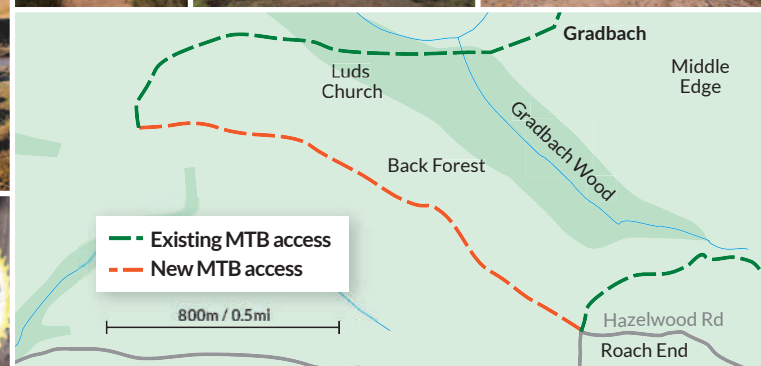 Gradbach
Middle
Edge
Luds
Church
Gradbach Wood
Back Forest
Existing MTB access
New MTB access
800m / 0.5mi
Hazelwood Rd
Roach End